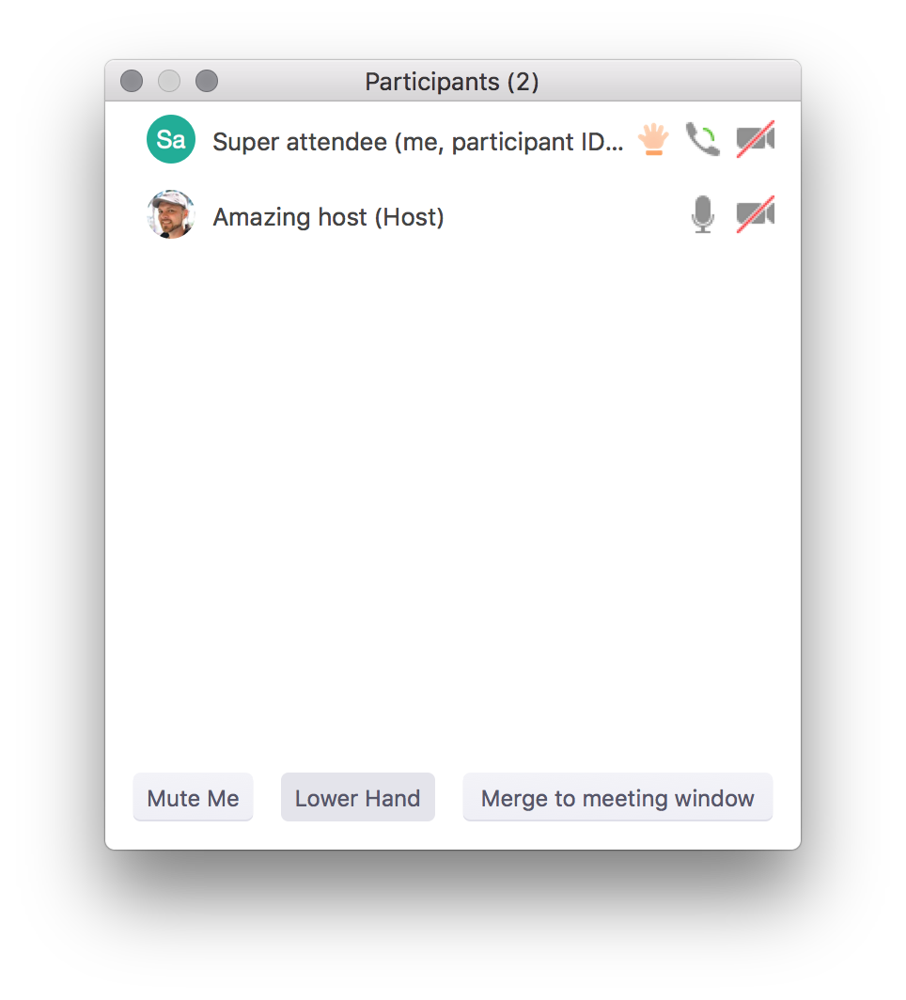 Participants (2)
Sa Super attendee (me, participant ID...
Amazing host (Host)
Mute Me Lower Hand Merge to meeting window